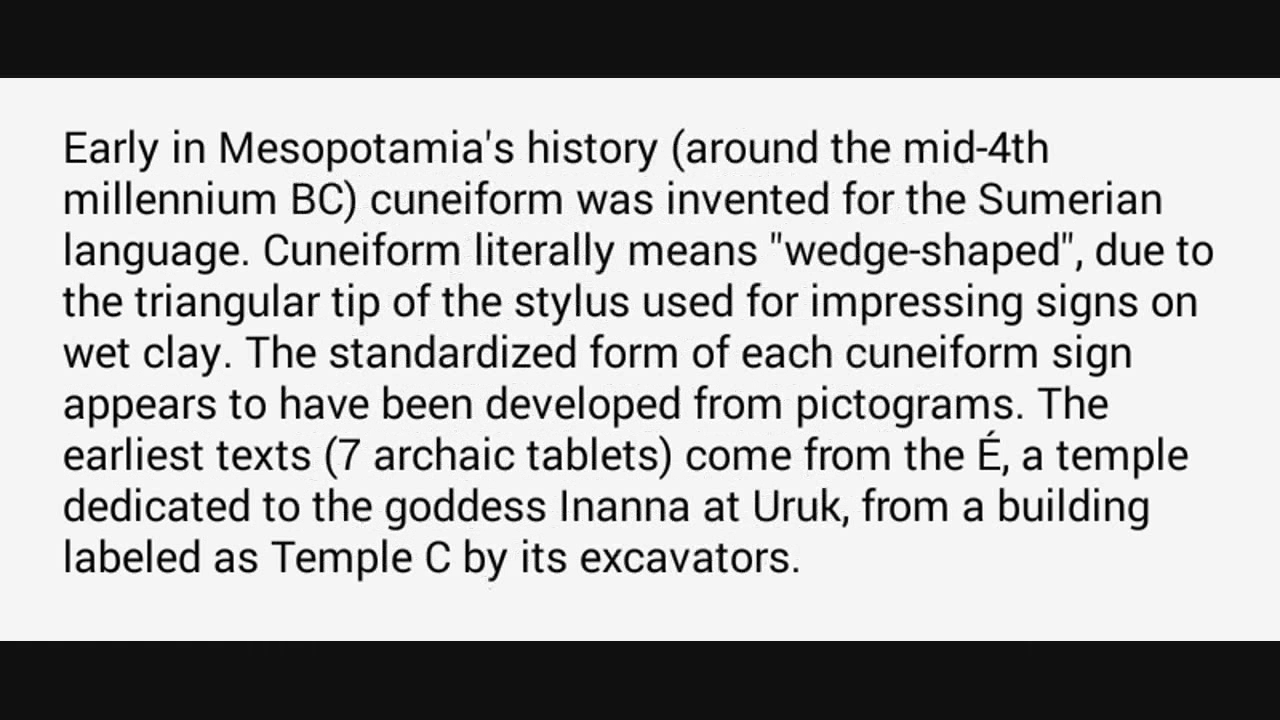 Early in Mesopotamia's history (around the mid-4th
millennium BC) cuneiform was invented for the Sumerian
language. Cuneiform literally means "wedge-shaped", due to
the triangular tip of the stylus used for impressing signs on
wet clay. The standardized form of each cuneiform sign
appears to have been developed from pictograms. The
earliest texts (7 archaic tablets) come from the É, a temple
dedicated to the goddess Inanna at Uruk, from a building
labeled as Temple C by its excavators.